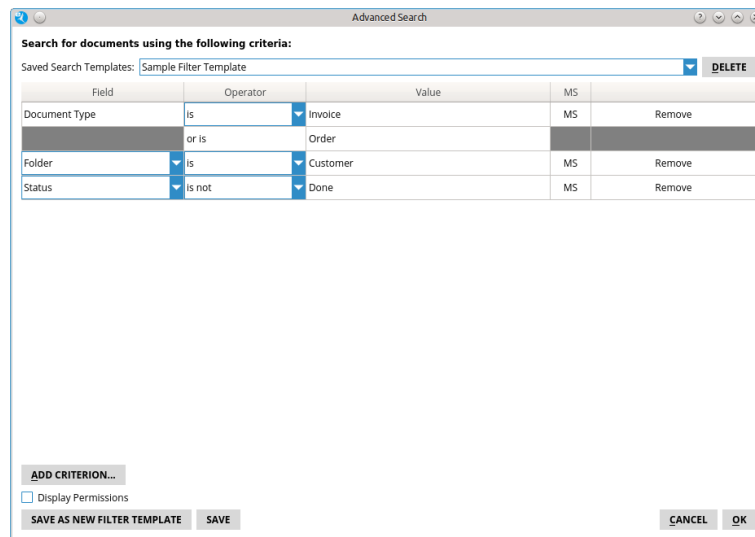 Advanced Search
Search for documents using the following criteria:
Saved Search Templates: Sample Filter Template DELETE
Field Operator Value MS
Document Type is Invoice MS Remove
or is Order
Folder is Customer MS Remove
Status is not Done MS Remove
ADD CRITERION...
Display Permissions
SAVE AS NEW FILTER TEMPLATE SAVE CANCEL OK